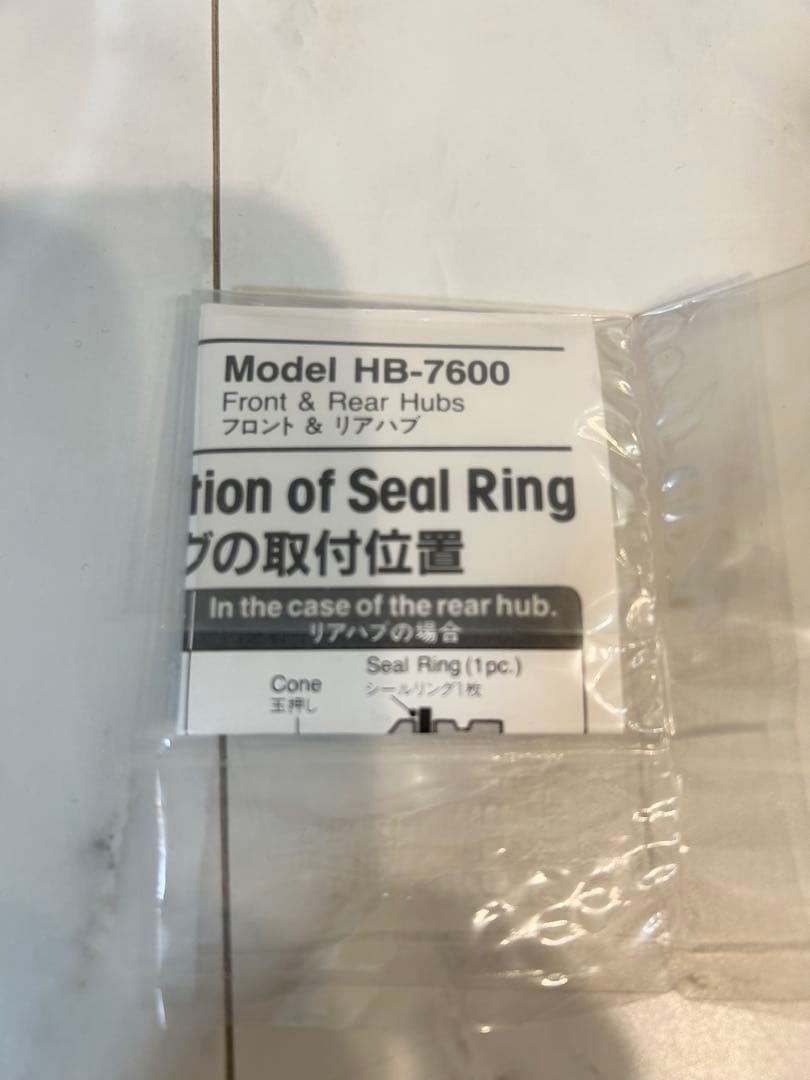 Model HB-7600
Front & Rear Hubs
フロント & リアハブ
tion of Seal Ring
グの取付位置
In the case of the rear hub.
リアハブの場合
Seal Ring (1pc.)
シールリング1枚
Cone
玉押し